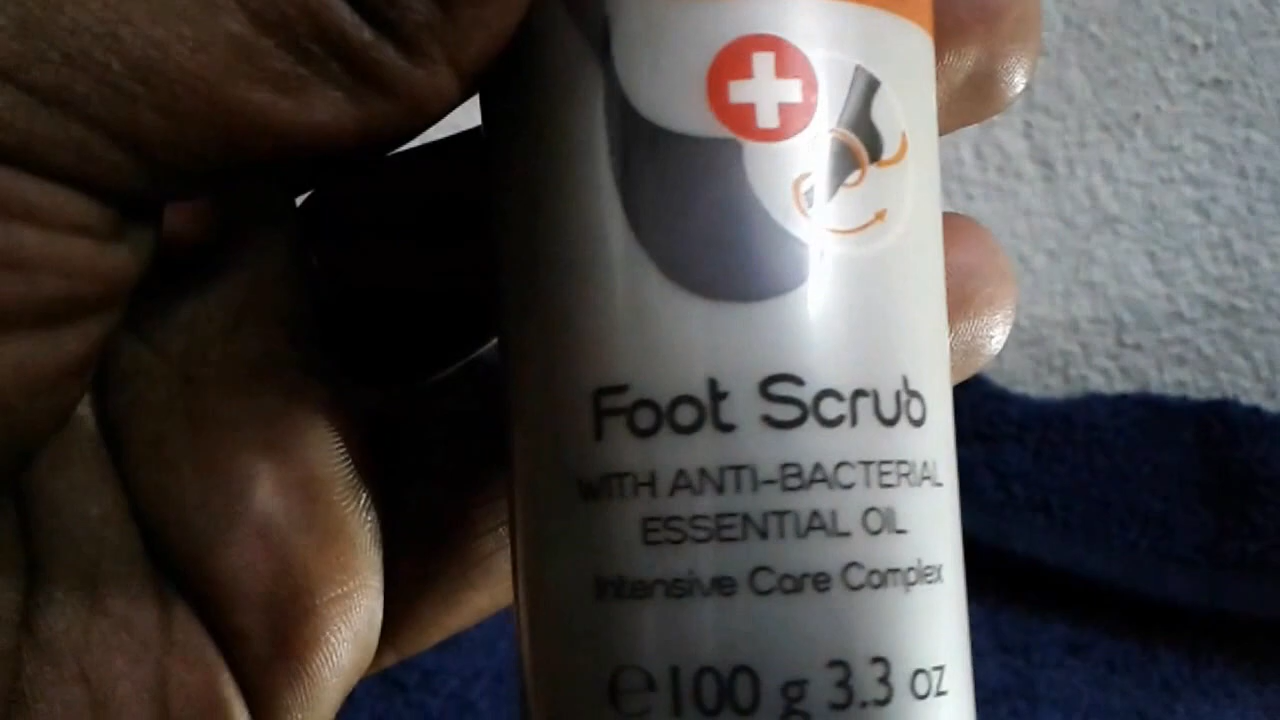 Foot Scrub
WITH ANTI-BACTERIAL
ESSENTIAL OIL
Intensive Care Complex
℮100 g 3.3 oz